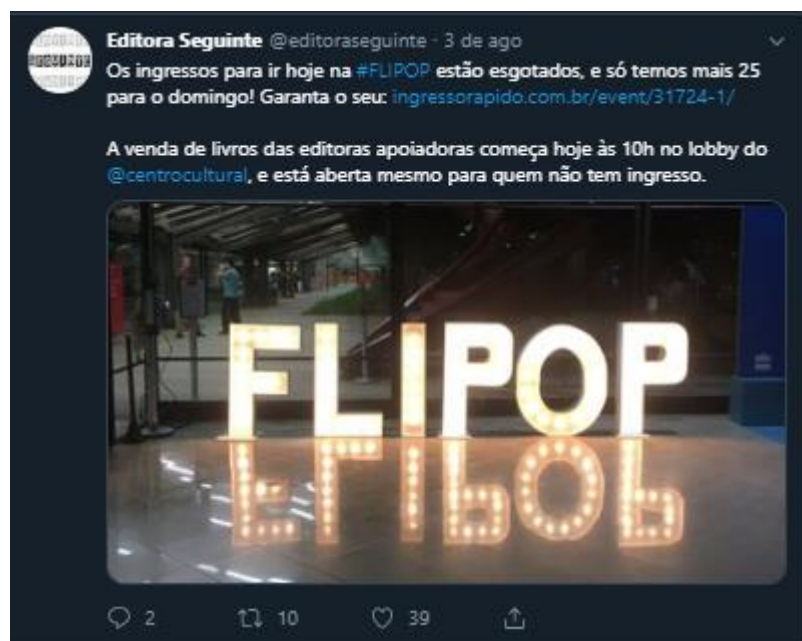 Editora Seguinte @editoraseguinte · 3 de ago
Os ingressos para ir hoje na #FLIPOP estão esgotados, e só temos mais 25
para o domingo! Garanta o seu: ingressorapido.com.br/event/31724-1/
A venda de livros das editoras apoiadoras começa hoje às 10h no lobby do
@centrocultural, e está aberta mesmo para quem não tem ingresso.
FLIPOP
2 10 39